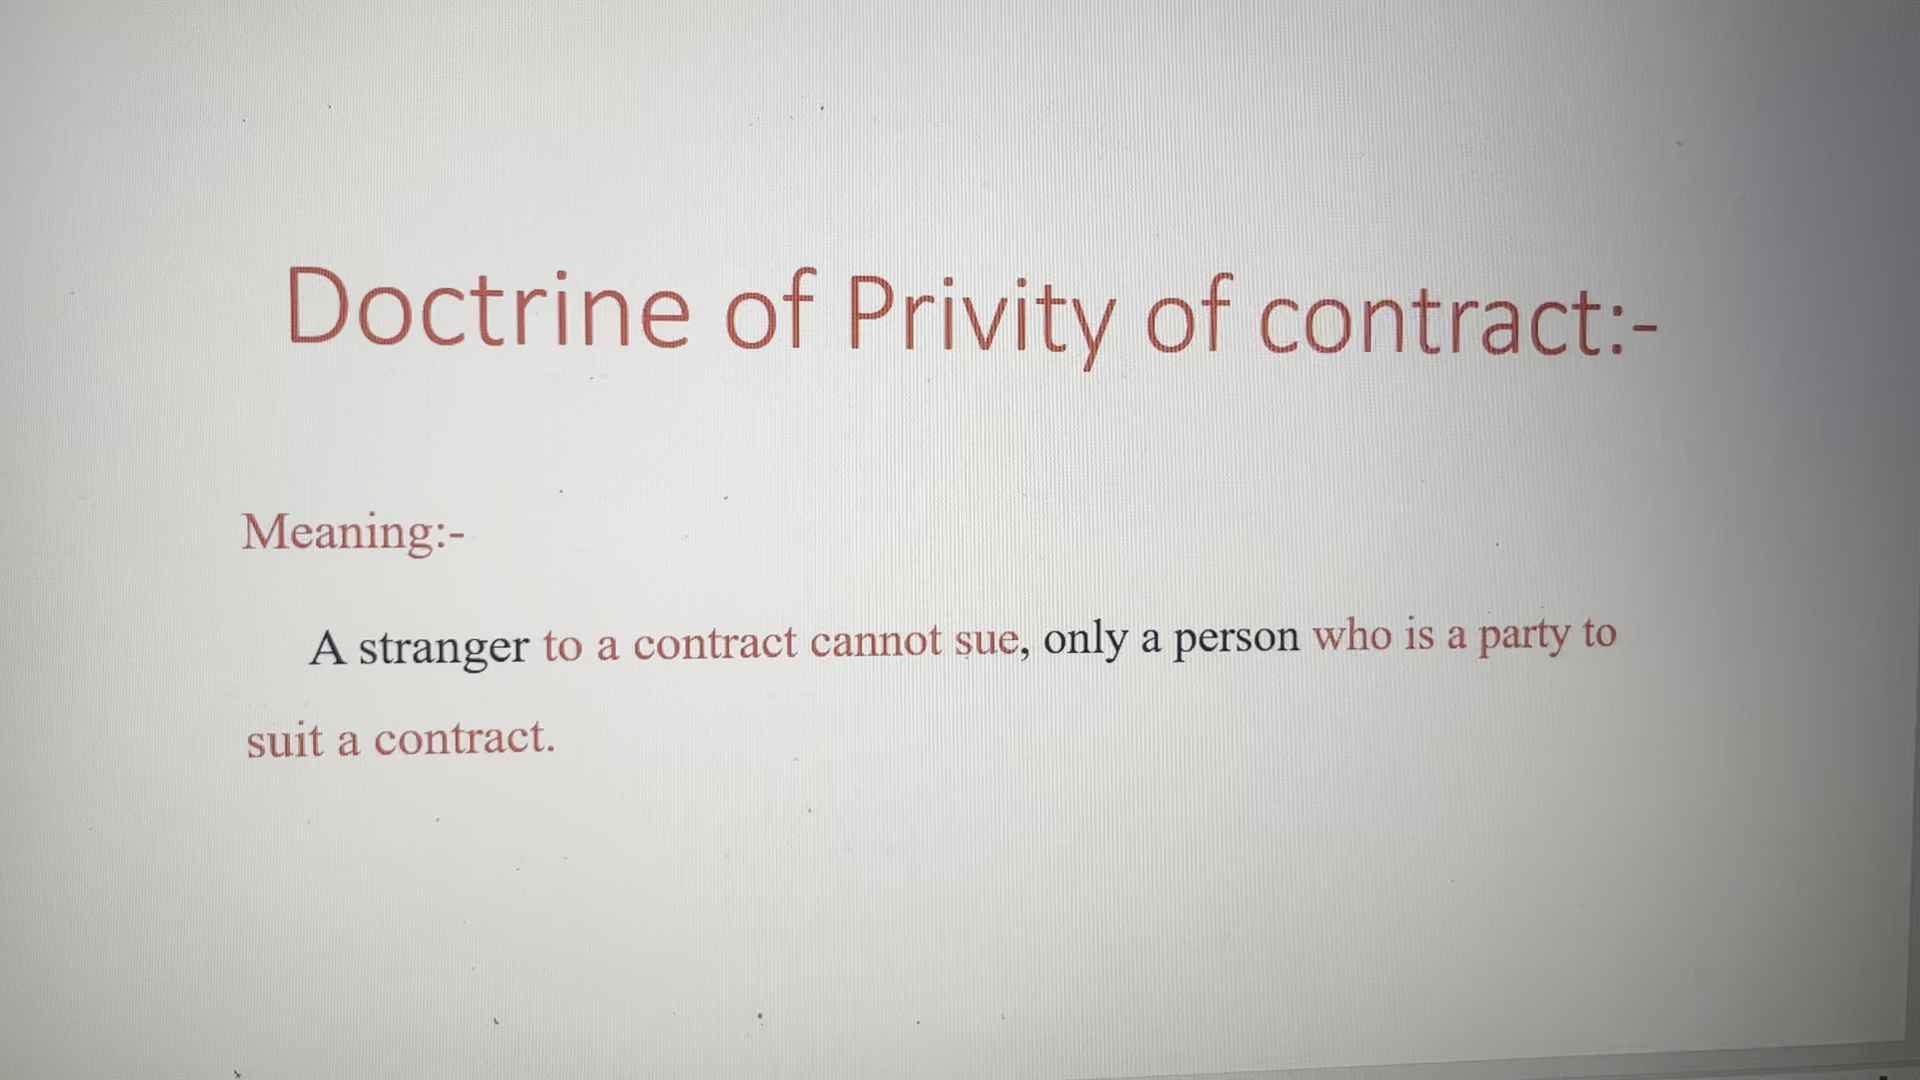 Doctrine of Privity of contract:-
Meaning:-
A stranger to a contract cannot sue, only a person who is a party to
suit a contract.